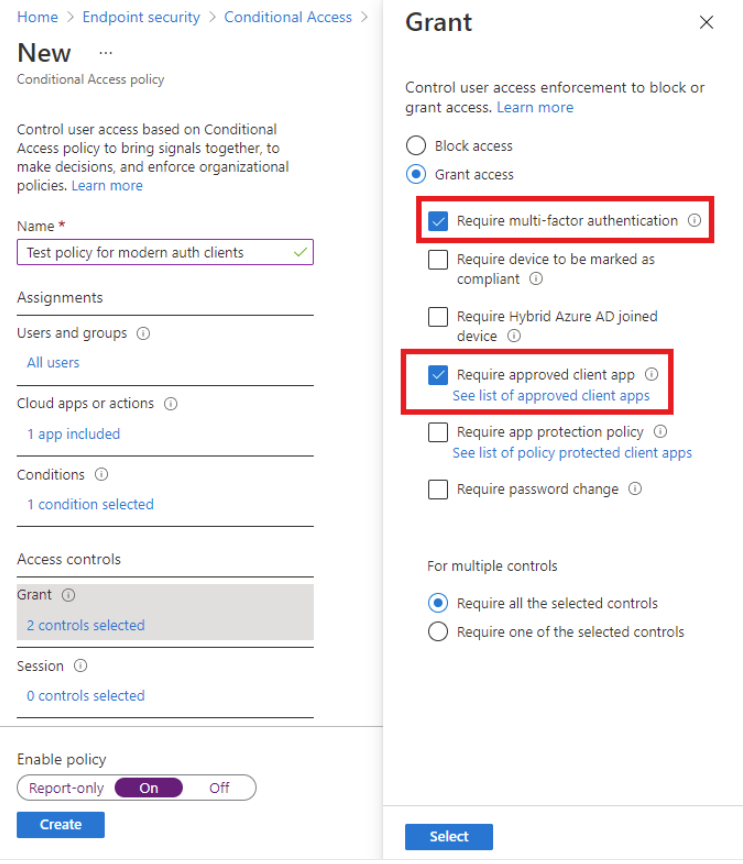 Home > Endpoint security > Conditional Access >
New ...
Conditional Access policy
Control user access based on Conditional
Access policy to bring signals together, to
make decisions, and enforce organizational
policies. Learn more
Name *
Test policy for modern auth clients
Assignments
Users and groups
All users
Cloud apps or actions
1 app included
Conditions
1 condition selected
Access controls
Grant
2 controls selected
Session
0 controls selected
Enable policy
Report-only On Off
Create
Grant
Control user access enforcement to block or
grant access. Learn more
Block access
Grant access
Require multi-factor authentication
Require device to be marked as
compliant
Require Hybrid Azure AD joined
device
Require approved client app
See list of approved client apps
Require app protection policy
See list of policy protected client apps
Require password change
For multiple controls
Require all the selected controls
Require one of the selected controls
Select